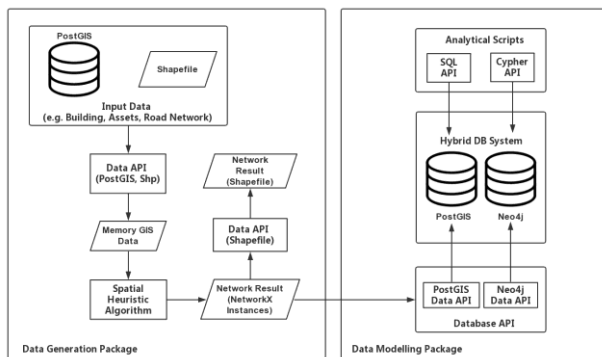 PostGIS
Shapefile
Input Data
(e.g. Building, Assets, Road Network)
Data API
(PostGIS, Shp)
Memory GIS
Data
Spatial
Heuristic
Algorithm
Network
Result
(Shapefile)
Data API
(Shapefile)
Network Result
(NetworkX
Instances)
Data Generation Package
Analytical Scripts
SQL
API
Cypher
API
Hybrid DB System
PostGIS
Neo4j
PostGIS
Data API
Neo4j
Data API
Database API
Data Modelling Package